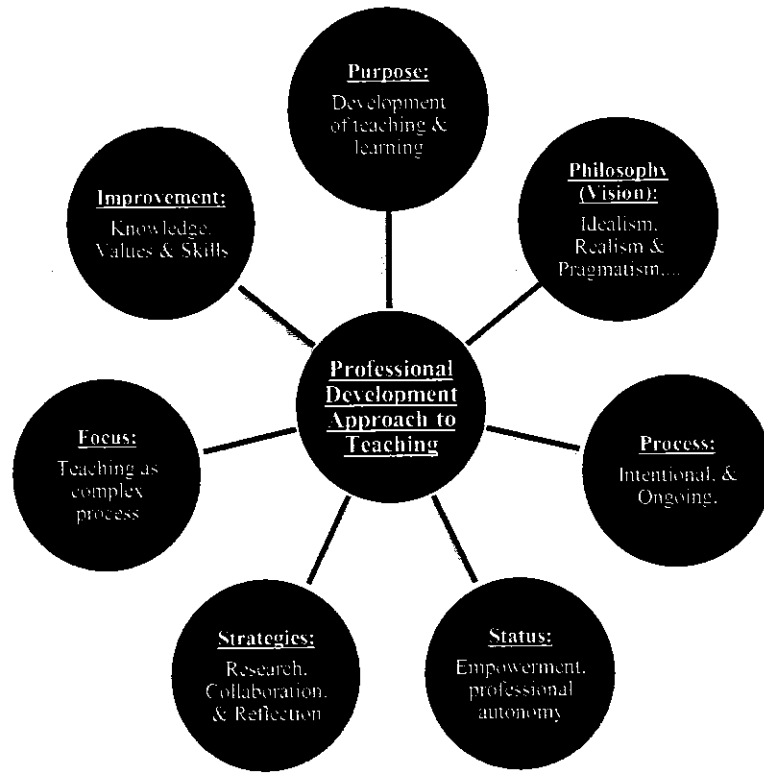 Purpose:
Development
of teaching &
learning
Philosophy
(Vision):
Idealism,
Realism &
Pragmatism,...
Process:
Intentional, &
Ongoing.
Status:
Empowerment,
professional
autonomy
Strategies:
Research,
Collaboration,
& Reflection
Focus:
Teaching as
complex
process
Improvement:
Knowledge,
Values & Skills
Professional
Development
Approach to
Teaching